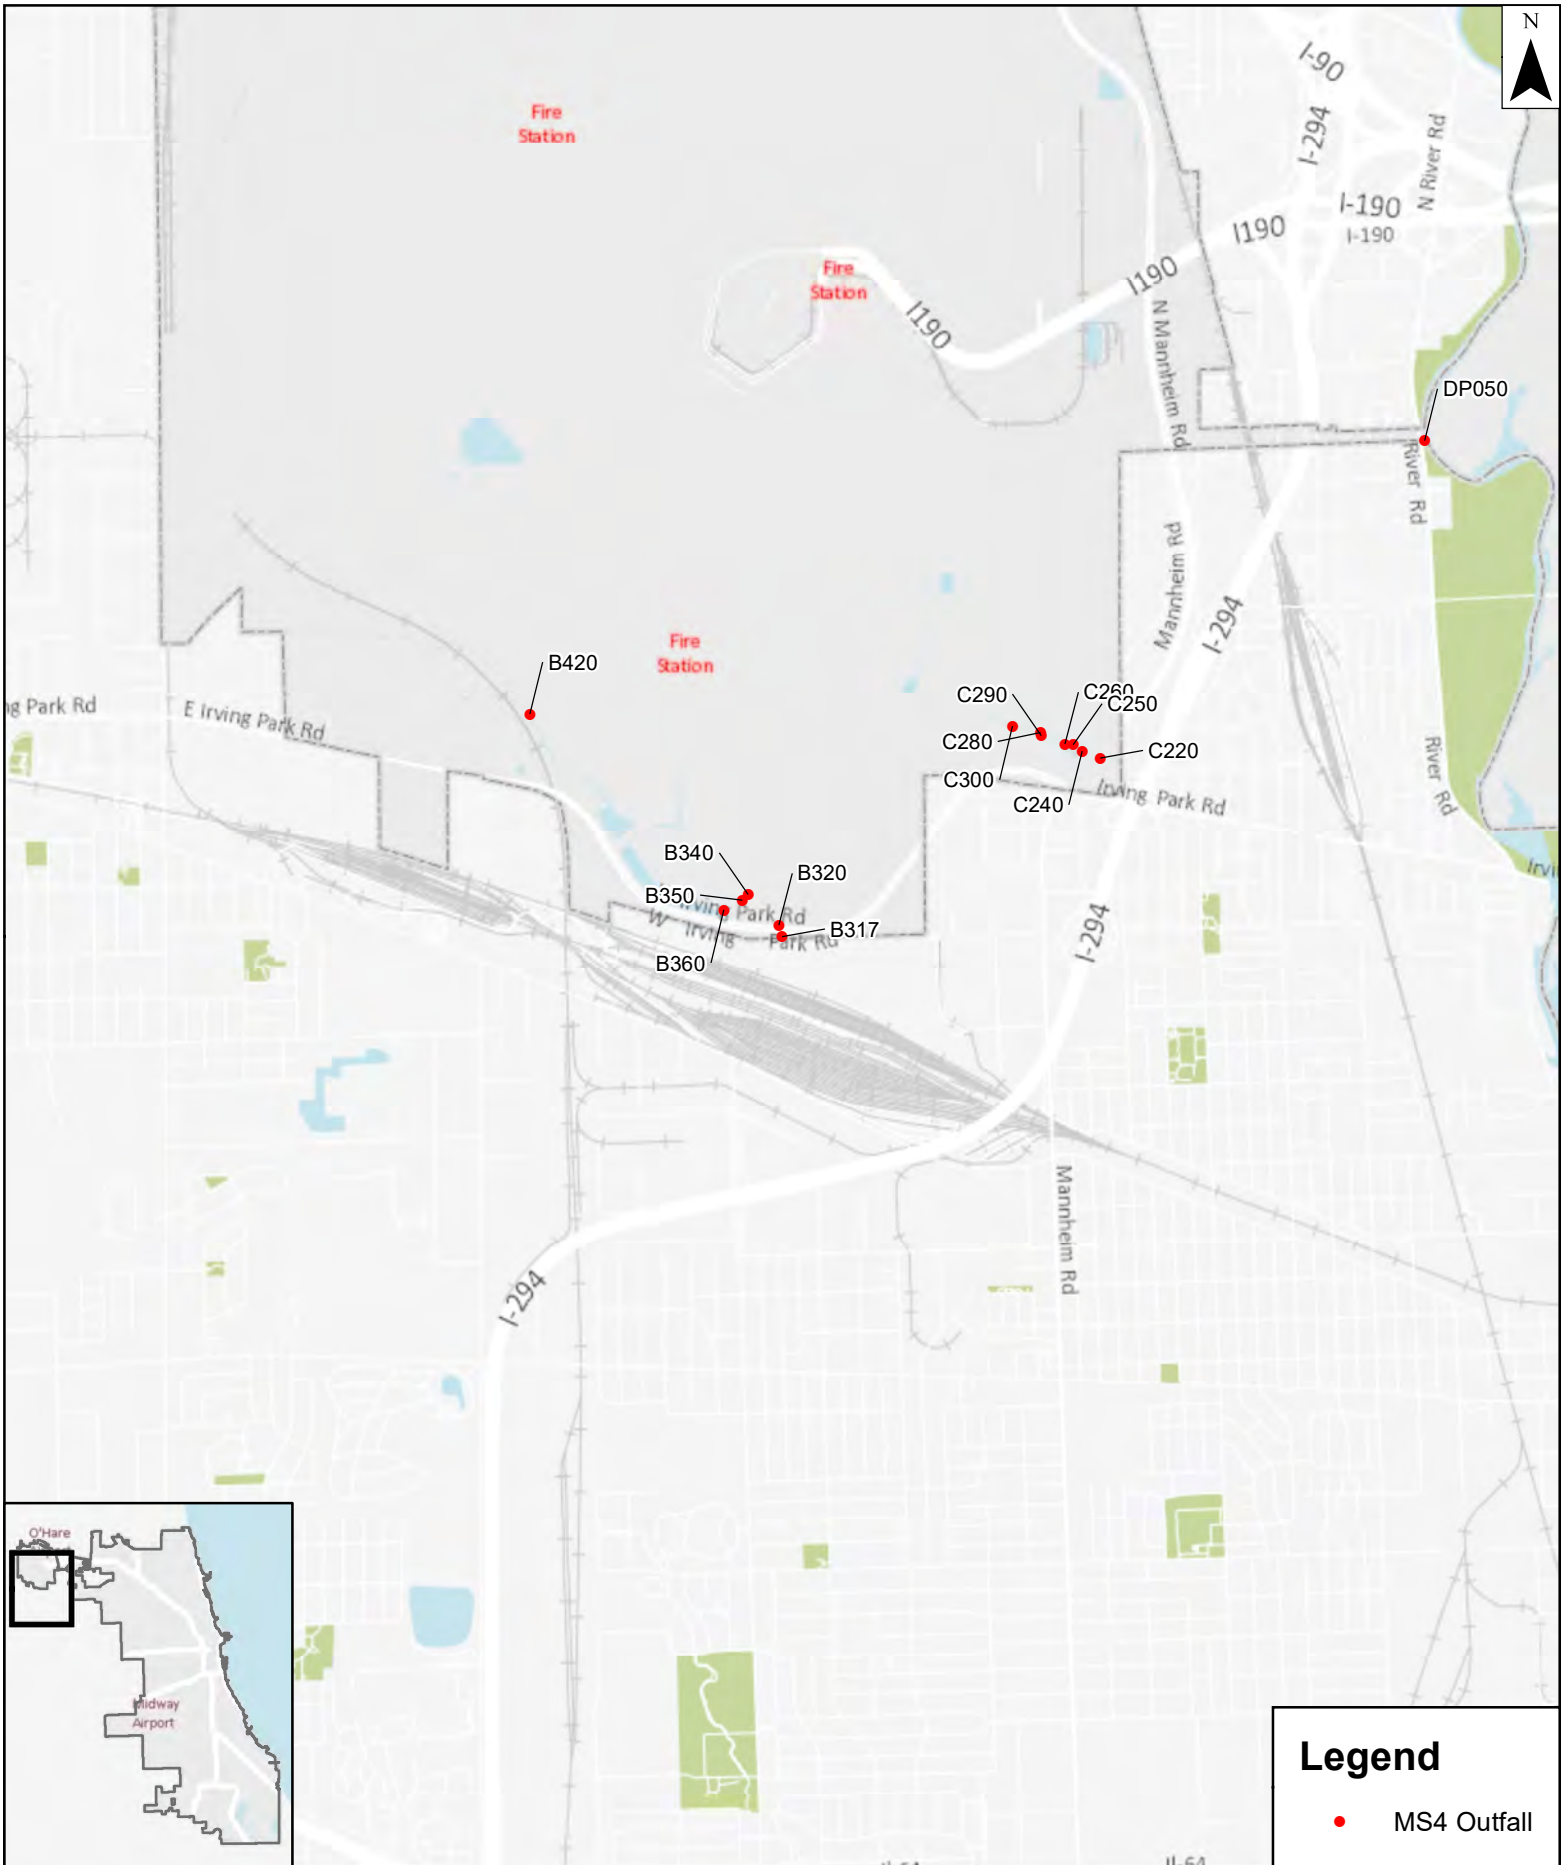 N
I-90
I-294
N River Rd
Fire
Station
I-190
I-190
I190
Fire
Station
I190
I190
N Mannheim Rd
DP050
River Rd
Mannheim Rd
I-294
Fire
Station
B420
C290
C260
C250
C280
C220
C300
C240
Irving Park Rd
ng Park Rd
E Irving Park Rd
River Rd
B340
B320
B350
Irving Park Rd
W Irving Park Rd
B317
B360
Irvi
I-294
Mannheim Rd
I-294
O'Hare
Midway
Airport
Legend
MS4 Outfall